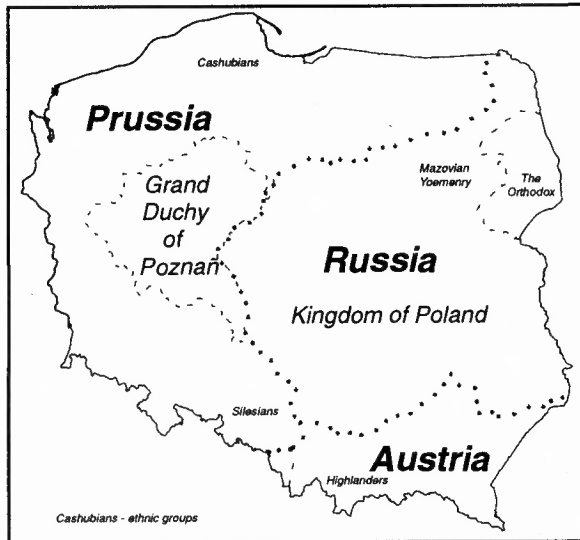 Cashubians
Prussia
Mazovian
Yoemenry
The
Orthodox
Grand
Duchy
of
Poznañ
Russia
Kingdom of Poland
Silesians
Austria
Highlanders
Cashubians - ethnic groups